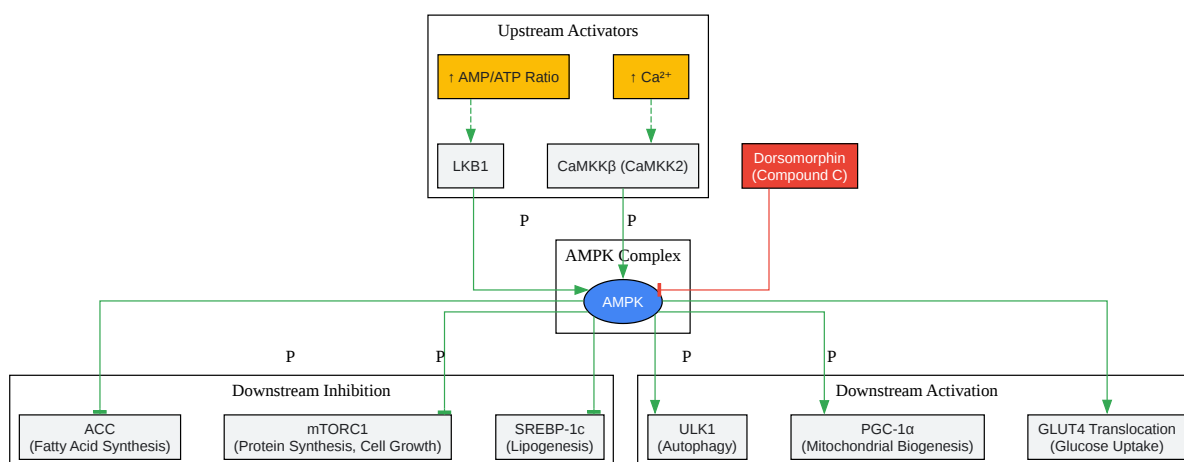 Upstream Activators
↑ AMP/ATP Ratio
↑ Ca²⁺
LKB1
CaMKKβ (CaMKK2)
Dorsomorphin
(Compound C)
P
P
AMPK Complex
AMPK
P
P
P
P
Downstream Inhibition
Downstream Activation
ACC
(Fatty Acid Synthesis)
mTORC1
(Protein Synthesis, Cell Growth)
SREBP-1c
(Lipogenesis)
ULK1
(Autophagy)
PGC-1α
(Mitochondrial Biogenesis)
GLUT4 Translocation
(Glucose Uptake)